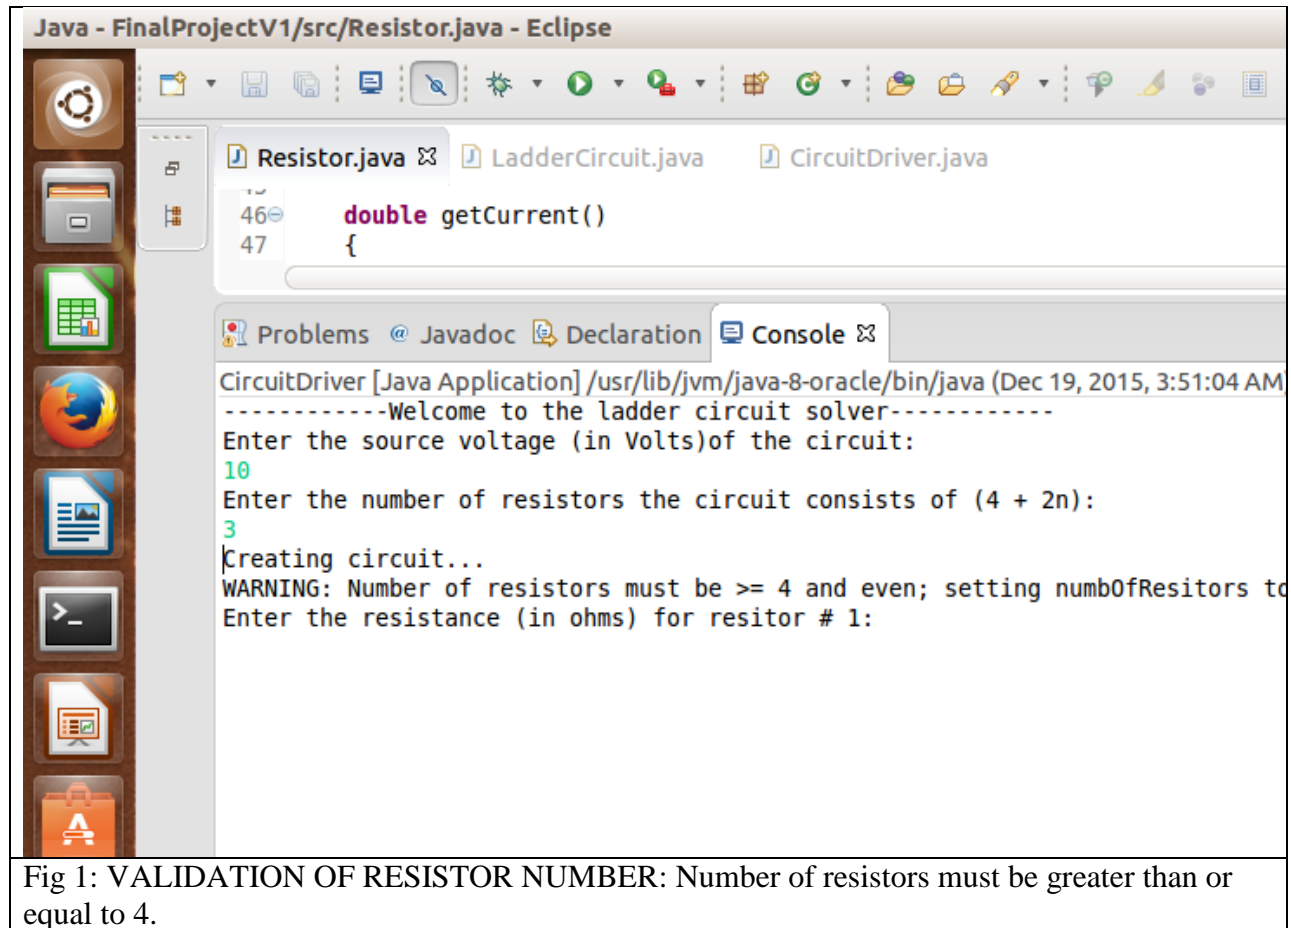 Java - FinalProjectV1/src/Resistor.java - Eclipse
Resistor.java LadderCircuit.java CircuitDriver.java
46 double getCurrent()
47 {
Problems @ Javadoc Declaration Console
CircuitDriver [Java Application] /usr/lib/jvm/java-8-oracle/bin/java (Dec 19, 2015, 3:51:04 AM)
------------Welcome to the ladder circuit solver------------
Enter the source voltage (in Volts)of the circuit:
10
Enter the number of resistors the circuit consists of (4 + 2n):
3
Creating circuit...
WARNING: Number of resistors must be >= 4 and even; setting numbOfResitors to
Enter the resistance (in ohms) for resitor # 1:
Fig 1: VALIDATION OF RESISTOR NUMBER: Number of resistors must be greater than or
equal to 4.